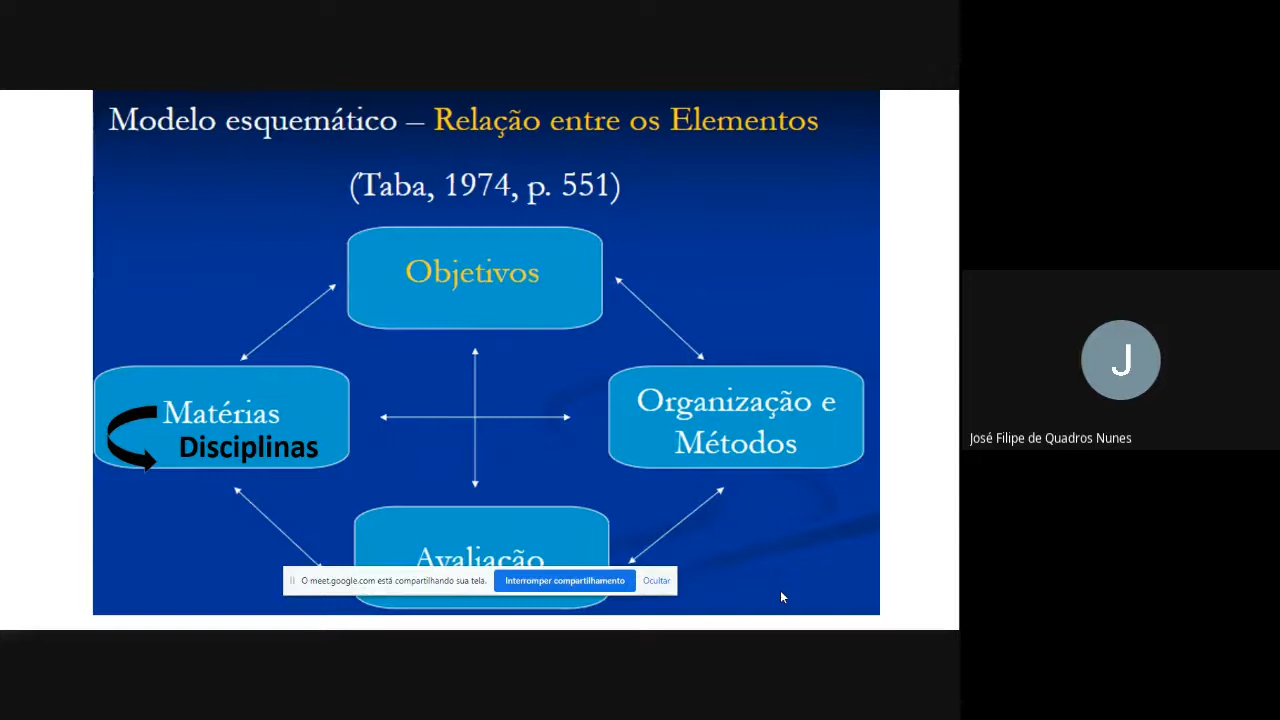 Modelo esquemático – Relação entre os Elementos
(Taba, 1974, p. 551)
Objetivos
Matérias
Disciplinas
Organização e
Métodos
Avaliação
O meet.google.com está compartilhando sua tela.
Interromper compartilhamento
Ocultar
J
José Filipe de Quadros Nunes